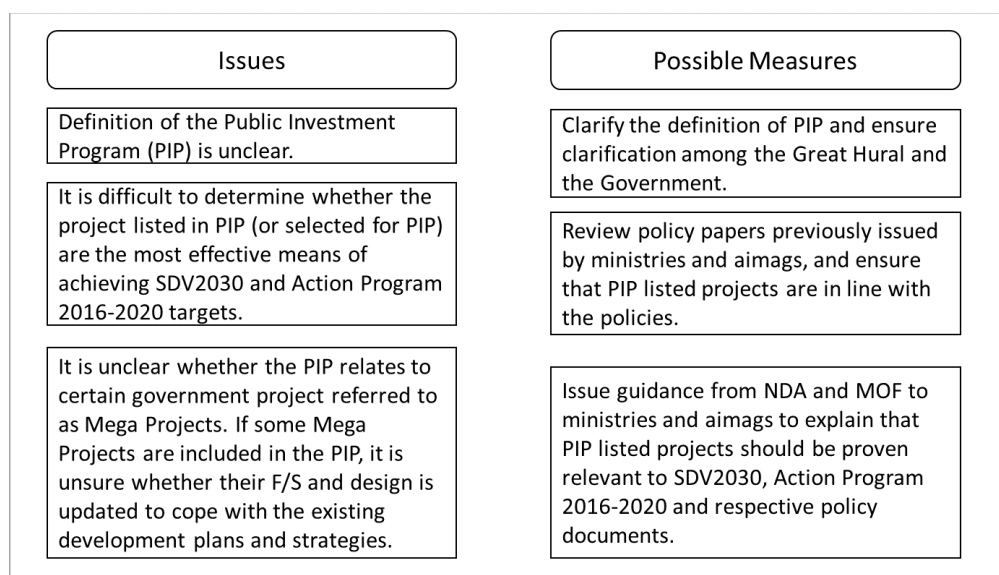 Issues
Definition of the Public Investment
Program (PIP) is unclear.
It is difficult to determine whether the
project listed in PIP (or selected for PIP)
are the most effective means of
achieving SDV2030 and Action Program
2016-2020 targets.
It is unclear whether the PIP relates to
certain government project referred to
as Mega Projects. If some Mega
Projects are included in the PIP, it is
unsure whether their F/S and design is
updated to cope with the existing
development plans and strategies.
Possible Measures
Clarify the definition of PIP and ensure
clarification among the Great Hural and
the Government.
Review policy papers previously issued
by ministries and aimags, and ensure
that PIP listed projects are in line with
the policies.
Issue guidance from NDA and MOF to
ministries and aimags to explain that
PIP listed projects should be proven
relevant to SDV2030, Action Program
2016-2020 and respective policy
documents.